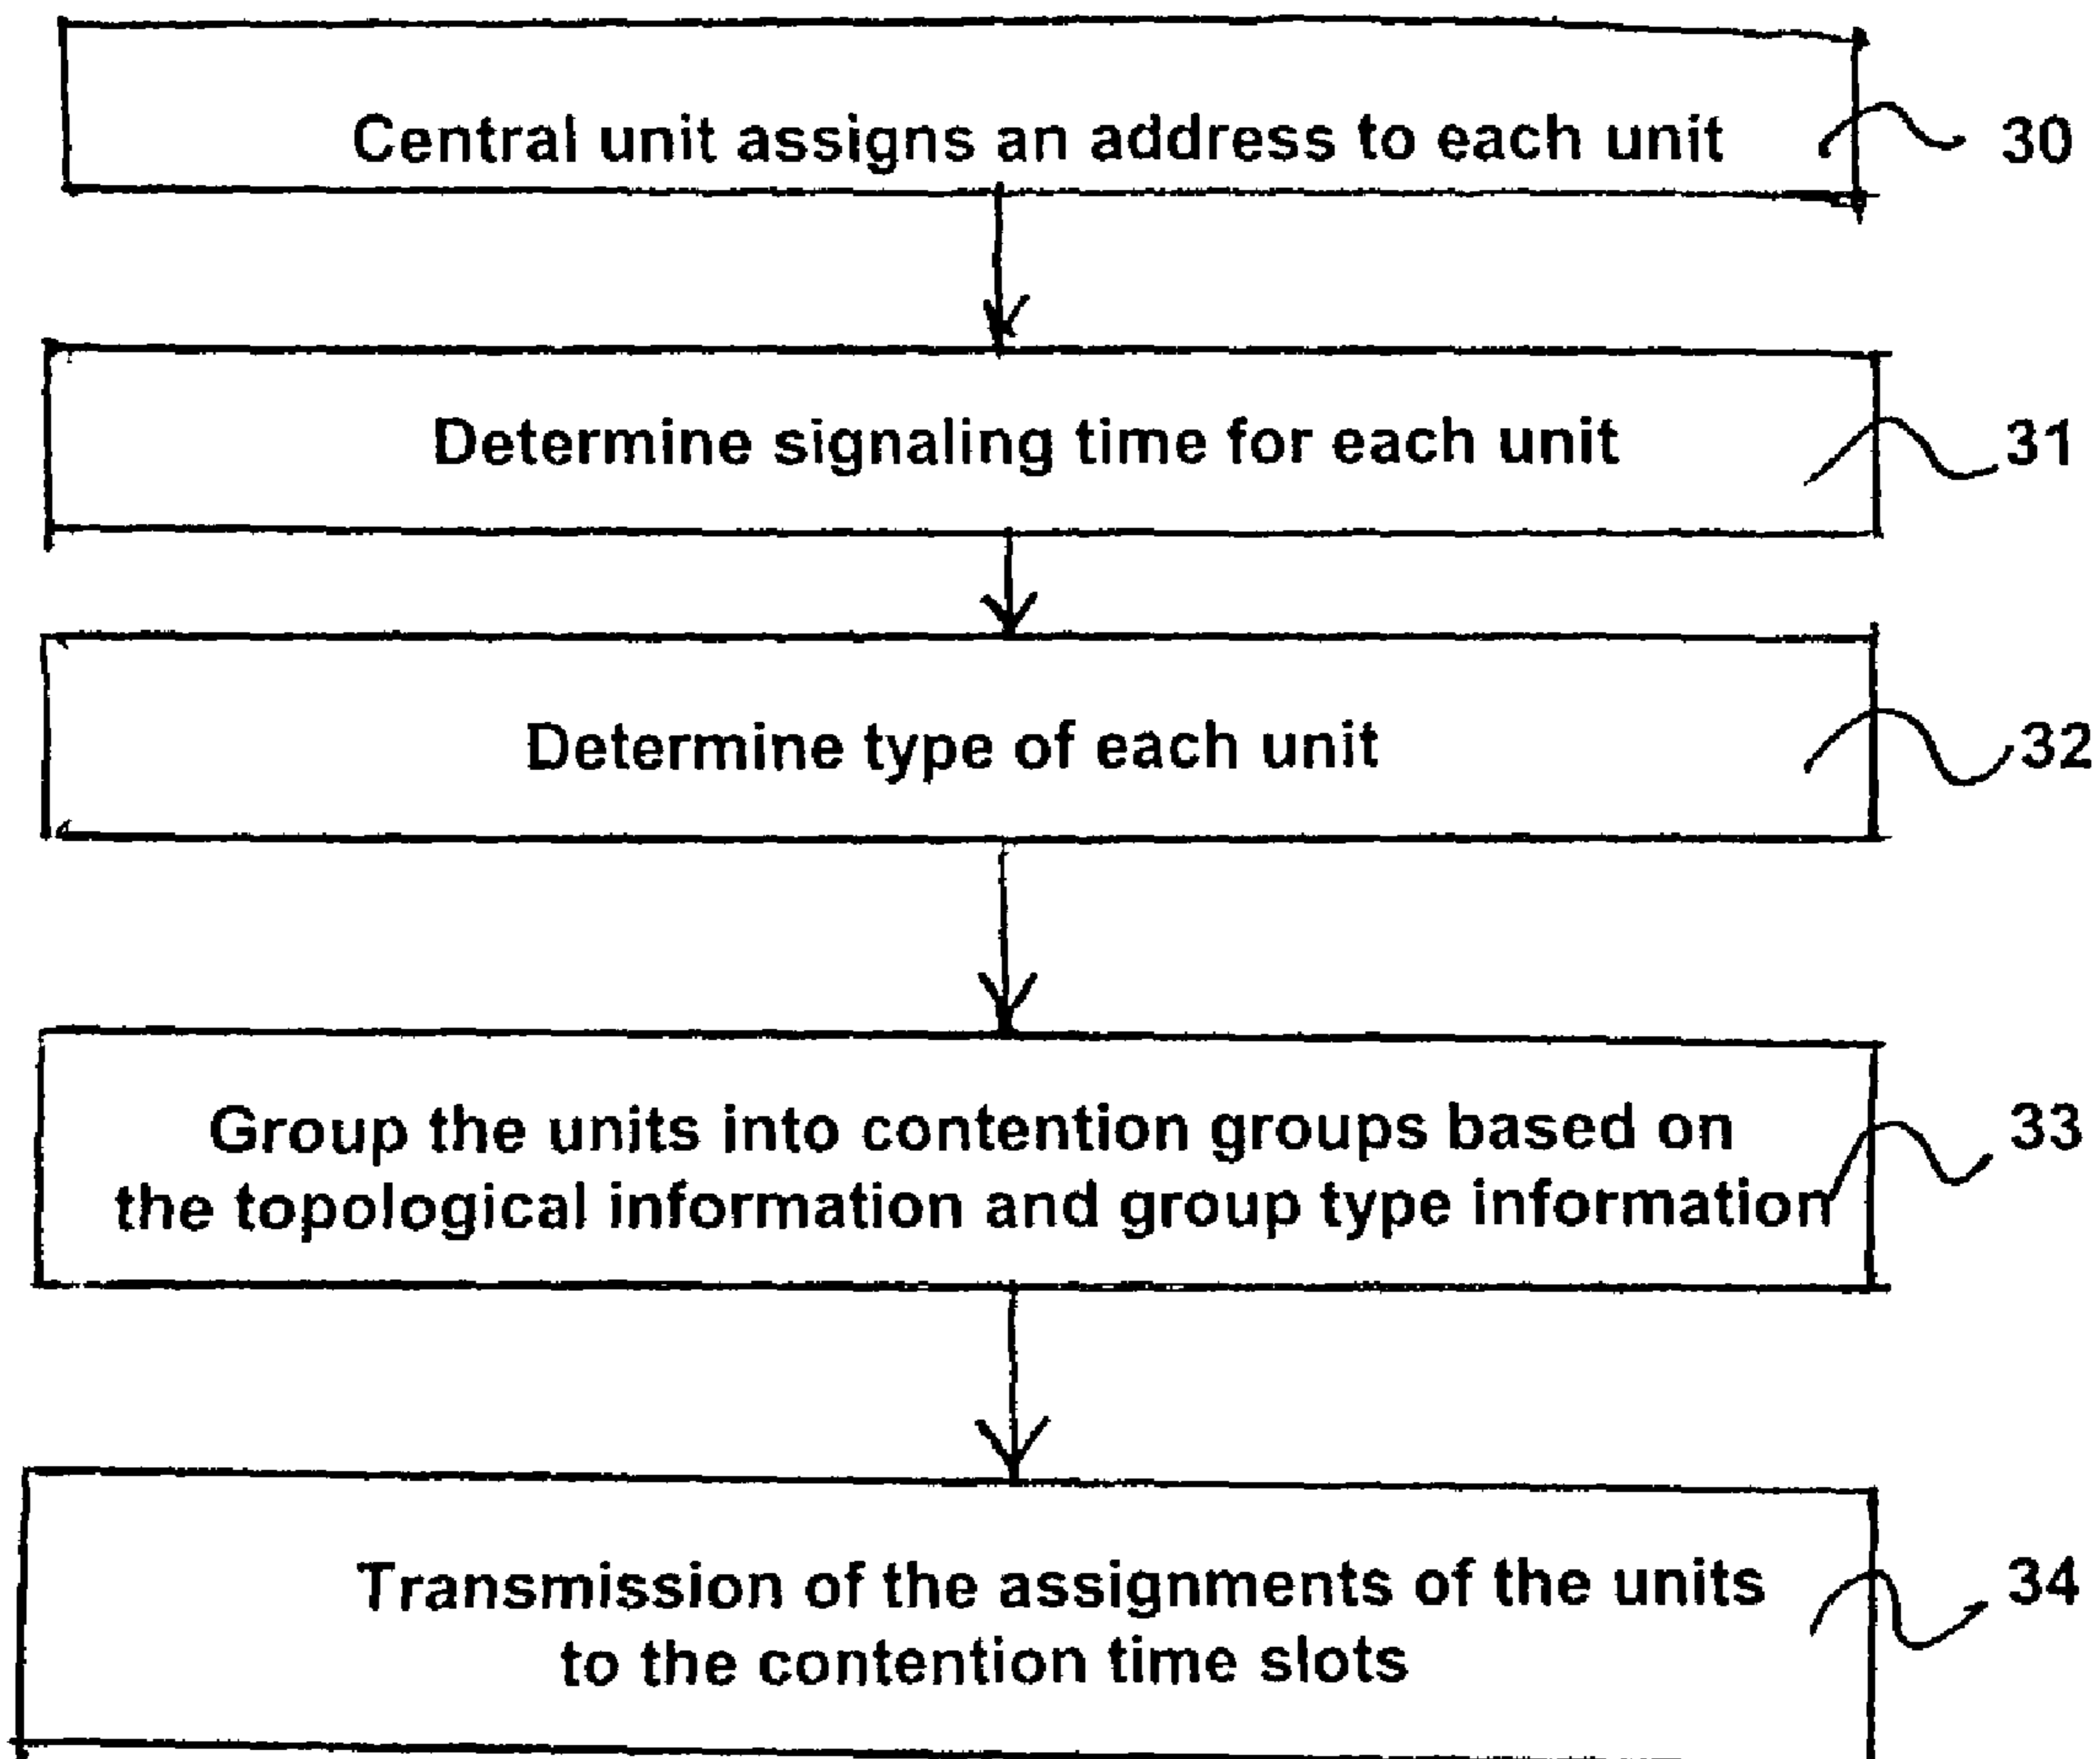 Central unit assigns an address to each unit
30
Determine signaling time for each unit
31
Determine type of each unit
32
Group the units into contention groups based on
the topological information and group type information
33
Transmission of the assignments of the units
to the contention time slots
34